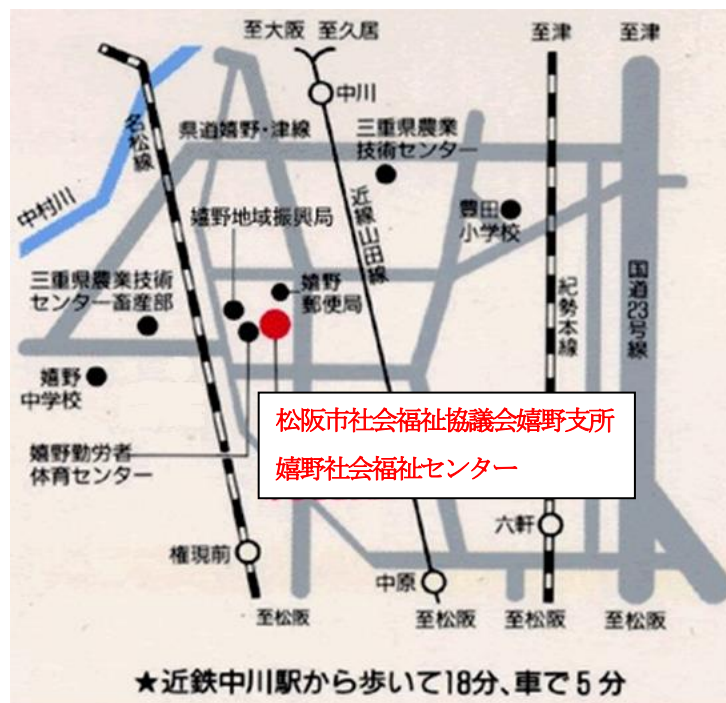 至大阪 至久居
至津
至津
中川
県道嬉野・津線
三重県農業
技術センター
名松線
中村川
嬉野地域振興局
近線山田線
豊田
小学校
三重県農業技術
センター畜産部
嬉野
郵便局
紀勢本線
国道23号線
嬉野
中学校
松阪市社会福祉協議会嬉野支所
嬉野社会福祉センター
嬉野勤労者
体育センター
六軒
権現前
中原
至松阪
至松阪
至松阪
至松阪
★近鉄中川駅から歩いて18分、車で5分